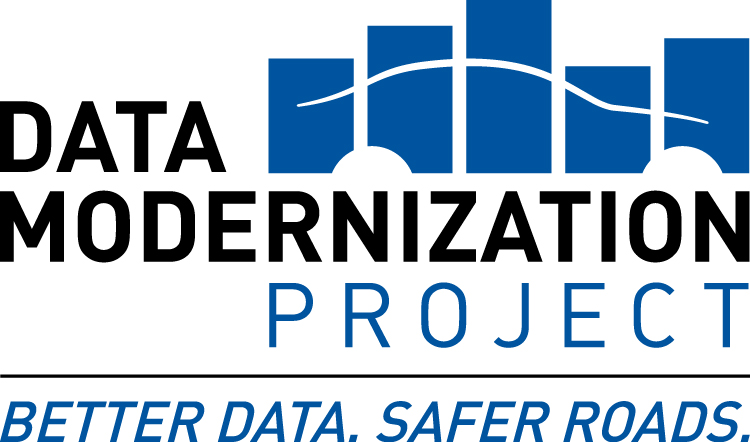 DATA
MODERNIZATION
PROJECT
BETTER DATA. SAFER ROADS.